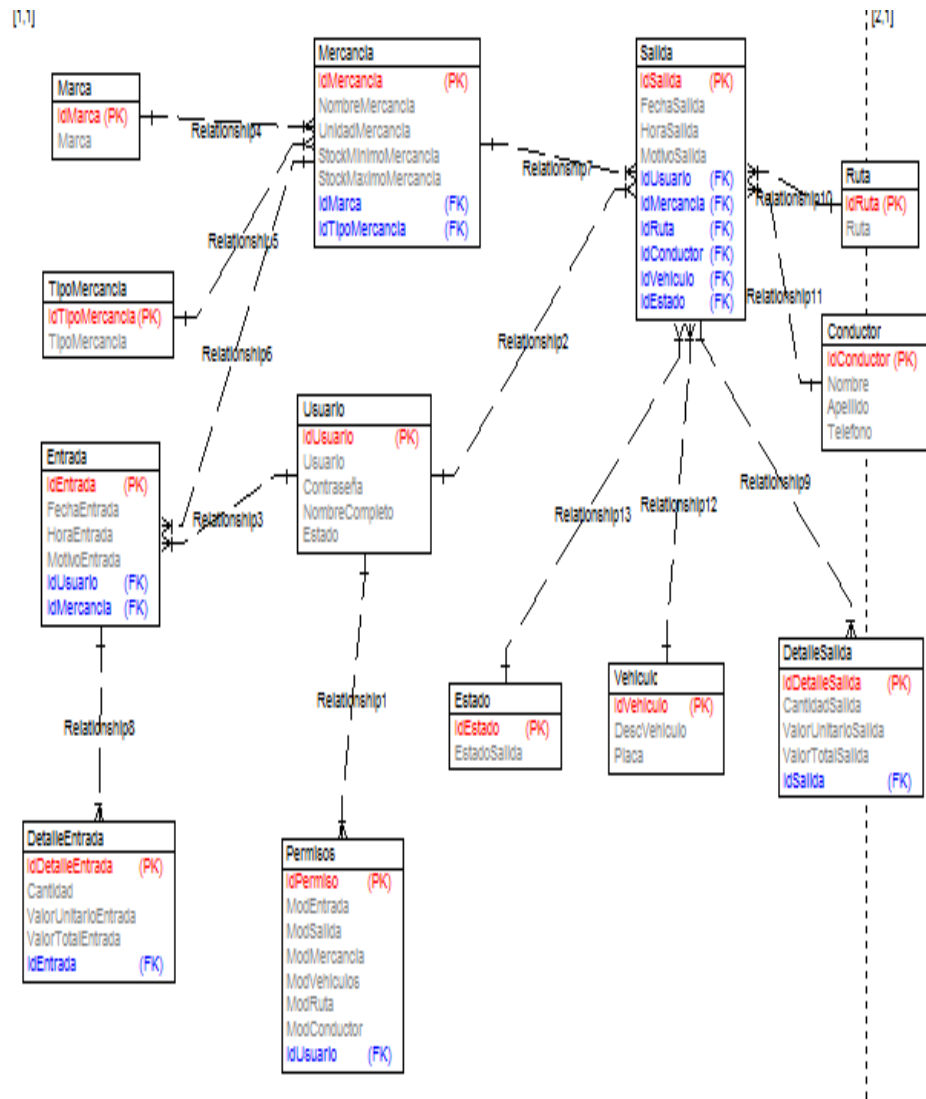 [1,1]
[2,1]
Marca
IdMarca (PK)
Marca
Relationship4
Mercancia
IdMercancia (PK)
NombreMercancia
UnidadMercancia
StockMinimoMercancia
StockMaximoMercancia
IdMarca (FK)
IdTipoMercancia (FK)
Relationship7
Salida
IdSalida (PK)
FechaSalida
HoraSalida
MotivoSalida
IdUsuario (FK)
IdMercancia (FK)
IdRuta (FK)
IdConductor (FK)
IdVehiculo (FK)
IdEstado (FK)
Relationship10
Ruta
IdRuta (PK)
Ruta
Relationship5
TipoMercancia
IdTipoMercancia (PK)
TipoMercancia
Relationship6
Relationship2
Relationship11
Conductor
IdConductor (PK)
Nombre
Apellido
Telefono
Entrada
IdEntrada (PK)
FechaEntrada
HoraEntrada
MotivoEntrada
IdUsuario (FK)
IdMercancia (FK)
Relationship3
Usuario
IdUsuario (PK)
Usuario
Contraseña
NombreCompleto
Estado
Relationship13
Relationship12
Relationship9
Relationship8
Relationship1
Estado
IdEstado (PK)
EstadoSalida
Vehiculo
IdVehiculo (PK)
DescVehiculo
Placa
DetalleSalida
IdDetalleSalida (PK)
CantidadSalida
ValorUnitarioSalida
ValorTotalSalida
IdSalida (FK)
DetalleEntrada
IdDetalleEntrada (PK)
Cantidad
ValorUnitarioEntrada
ValorTotalEntrada
IdEntrada (FK)
Permisos
IdPermiso (PK)
ModEntrada
ModSalida
ModMercancia
ModVehiculos
ModRuta
ModConductor
IdUsuario (FK)